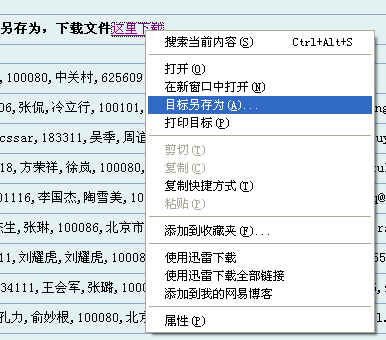 另存为，下载文件这里下载
搜索当前内容(S) Ctrl+Alt+S
打开(O)
在新窗口中打开(N)
目标另存为(A)...
打印目标(P)
剪切(T)
复制(C)
复制快捷方式(T)
粘贴(P)
添加到收藏夹(F)...
使用迅雷下载
使用迅雷下载全部链接
添加到我的网易博客
属性(R)
,100080,中关村,625609
06,张侃,冷立行,100101,
cssar,183311,吴季,周
18,方荣祥,徐岚,100080,
01116,李国杰,陶雪美,10
杰生,张琳,100086,北京市
11,刘耀虎,刘耀虎,100080
34111,王会军,张璐,10000
孔力,俞妙根,100080,北京